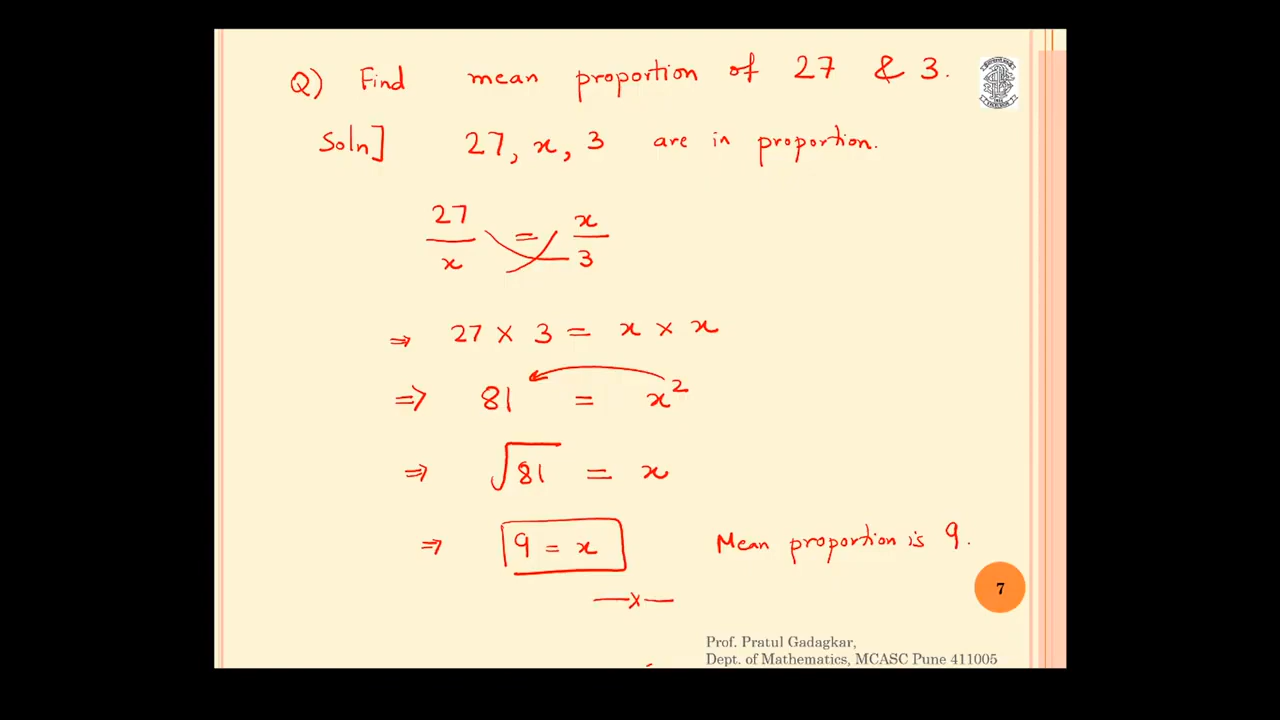 Q) Find mean proportion of 27 & 3.
Soln] 27, x, 3 are in proportion.
27/x = x/3
⇒ 27 × 3 = x × x
⇒ 81 = x²
⇒ √81 = x
⇒ 9 = x Mean proportion is 9.
—x—
7
Prof. Pratul Gadagkar,
Dept. of Mathematics, MCASC Pune 411005